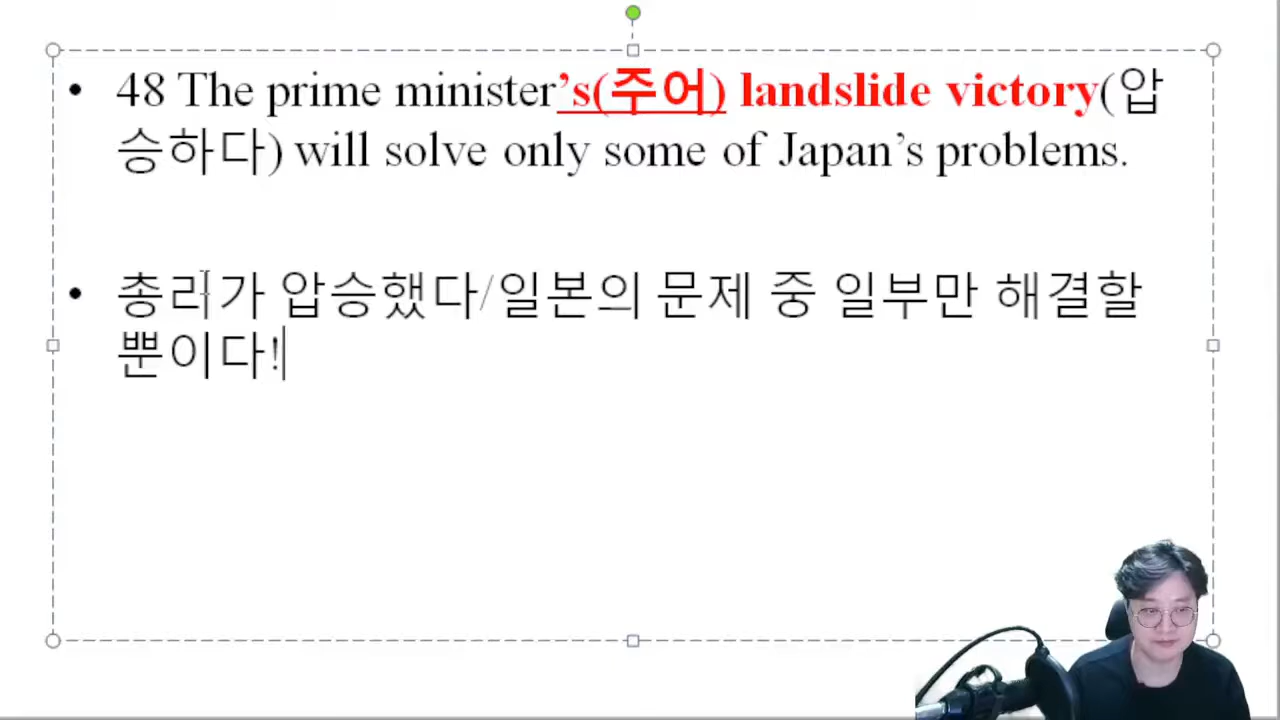 • 48 The prime minister’s(주어) landslide victory(압
승하다) will solve only some of Japan’s problems.
• 총리가 압승했다/일본의 문제 중 일부만 해결할
뿐이다!